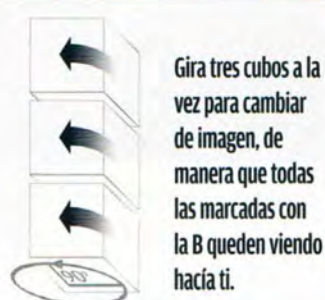 Gira tres cubos a la
vez para cambiar
de imagen, de
manera que todas
las marcadas con
la B queden viendo
hacía ti.
90°